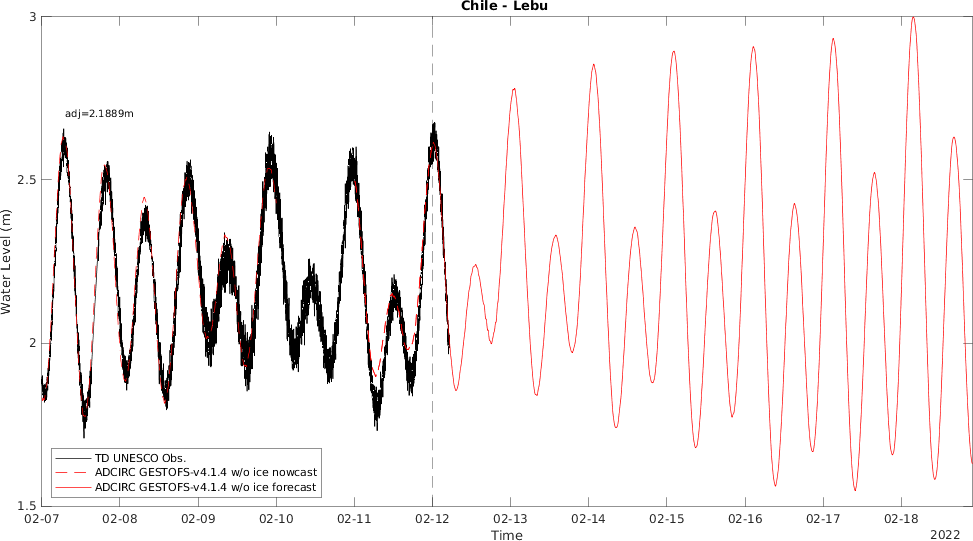 Chile - Lebu
3
2.5
2
1.5
Water Level (m)
adj=2.1889m
TD UNESCO Obs.
ADCIRC GESTOFS-v4.1.4 w/o ice nowcast
ADCIRC GESTOFS-v4.1.4 w/o ice forecast
02-07 02-08 02-09 02-10 02-11 02-12 02-13 02-14 02-15 02-16 02-17 02-18
Time
2022